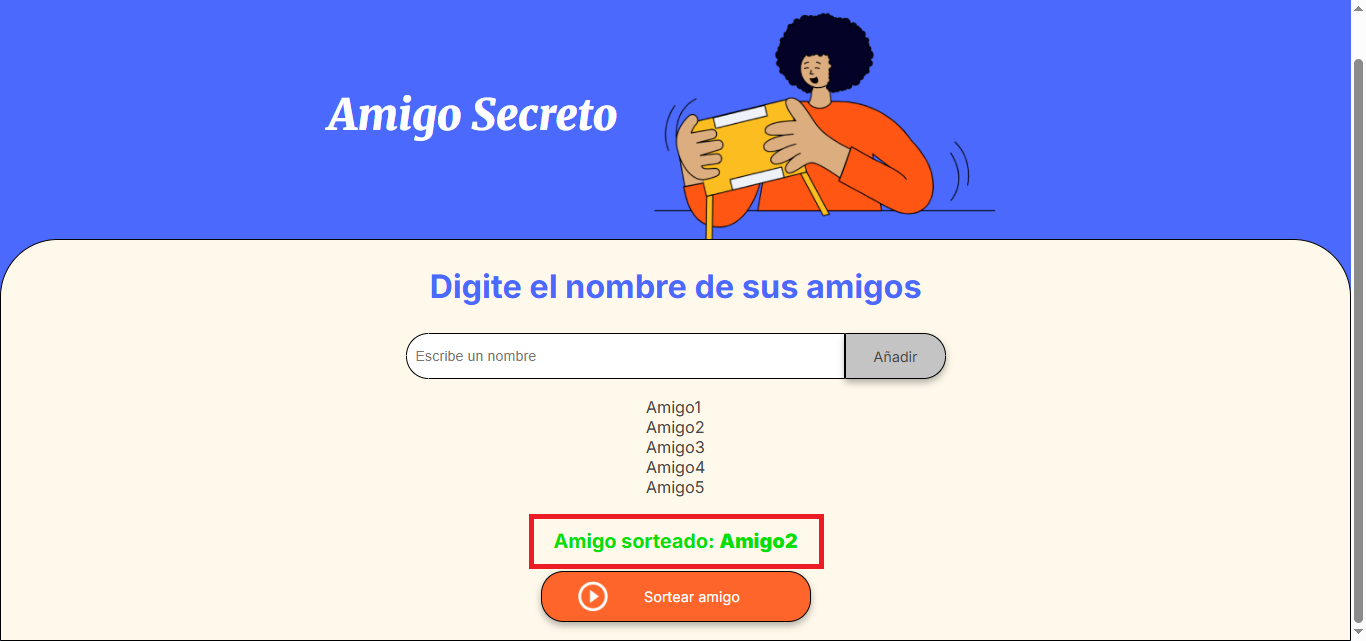 Amigo Secreto
Digite el nombre de sus amigos
Escribe un nombre
Añadir
Amigo1
Amigo2
Amigo3
Amigo4
Amigo5
Amigo sorteado: Amigo2
Sortear amigo